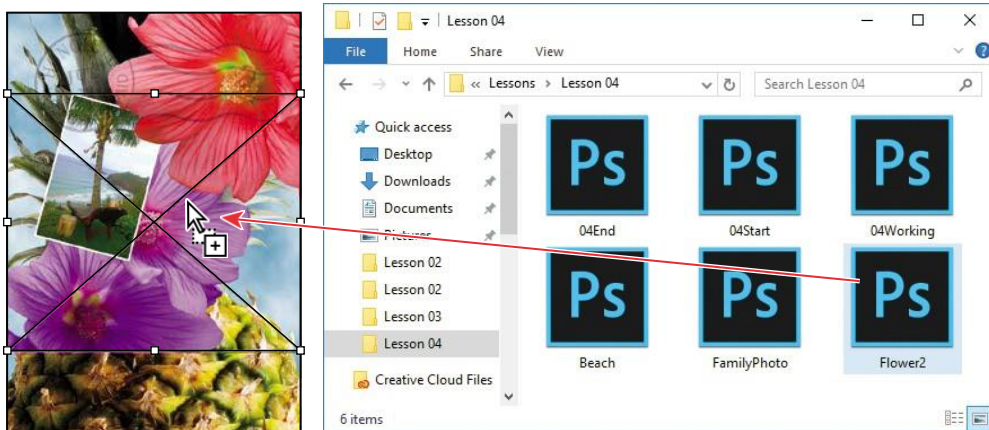 Lesson 04
File Home Share View
« Lessons > Lesson 04
Search Lesson 04
Quick access
Desktop
Downloads
Documents
Pictures
Lesson 02
Lesson 02
Lesson 03
Lesson 04
Creative Cloud Files
Ps Ps Ps
04End 04Start 04Working
Ps Ps Ps
Beach FamilyPhoto Flower2
6 items